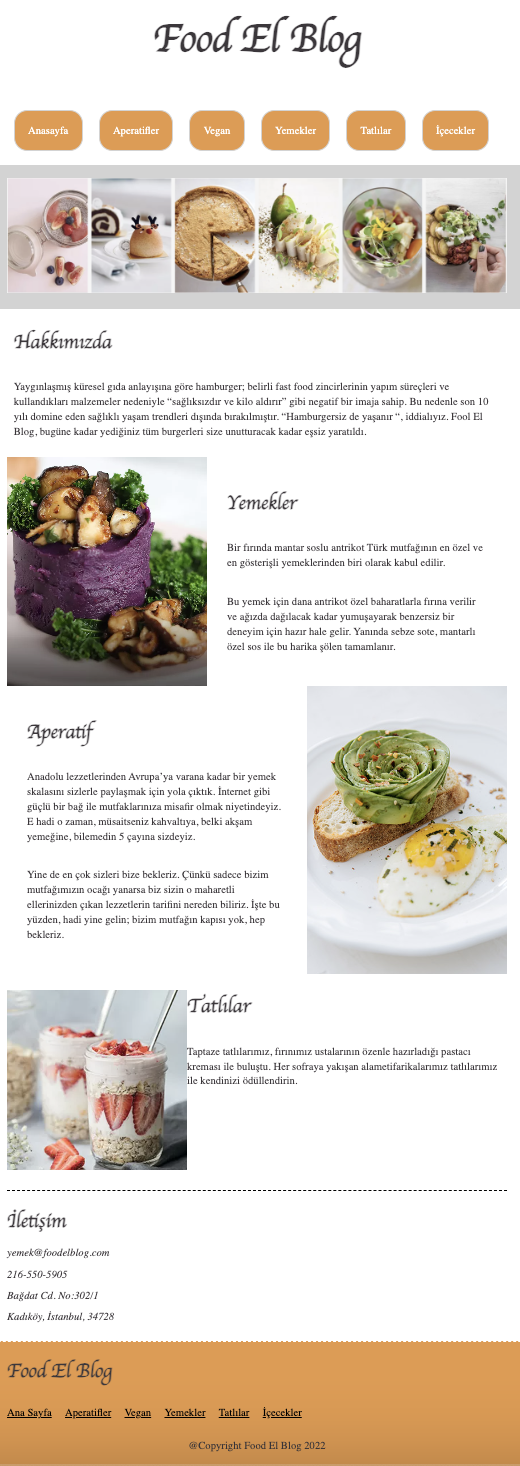 Food El Blog
Anasayfa Aperatifler Vegan Yemekler Tatlılar İçecekler
Hakkımızda
Yaygınlaşmış küresel gıda anlayışına göre hamburger; belirli fast food zincirlerinin yapım süreçleri ve
kullandıkları malzemeler nedeniyle “sağlıksızdır ve kilo aldırır” gibi negatif bir imaja sahip. Bu nedenle son 10
yılı domine eden sağlıklı yaşam trendleri dışında bırakılmıştır. “Hamburgersiz de yaşanır “, iddialıyız. Fool El
Blog, bugüne kadar yediğiniz tüm burgerleri size unutturacak kadar eşsiz yaratıldı.
Yemekler
Bir fırında mantar soslu antrikot Türk mutfağının en özel ve
en gösterişli yemeklerinden biri olarak kabul edilir.
Bu yemek için dana antrikot özel baharatlarla fırına verilir
ve ağızda dağılacak kadar yumuşayarak benzersiz bir
deneyim için hazır hale gelir. Yanında sebze sote, mantarlı
özel sos ile bu harika şölen tamamlanır.
Aperatif
Anadolu lezzetlerinden Avrupa’ya varana kadar bir yemek
skalasını sizlerle paylaşmak için yola çıktık. İnternet gibi
güçlü bir bağ ile mutfaklarınıza misafir olmak niyetindeyiz.
E hadi o zaman, müsaitseniz kahvaltıya, belki akşam
yemeğine, bilemedin 5 çayına sizdeyiz.
Yine de en çok sizleri bize bekleriz. Çünkü sadece bizim
mutfağımızın ocağı yanarsa biz sizin o maharetli
ellerinizden çıkan lezzetlerin tarifini nereden biliriz. İşte bu
yüzden, hadi yine gelin; bizim mutfağın kapısı yok, hep
bekleriz.
Tatlılar
Taptaze tatlılarımız, fırınımız ustalarının özenle hazırladığı pastacı
kreması ile buluştu. Her sofraya yakışan alametifarikalarımız tatlılarımız
ile kendinizi ödüllendirin.
İletişim
yemek@foodelblog.com
216-550-5905
Bağdat Cd. No:302/1
Kadıköy, İstanbul, 34728
Food El Blog
Ana Sayfa Aperatifler Vegan Yemekler Tatlılar İçecekler
@Copyright Food El Blog 2022